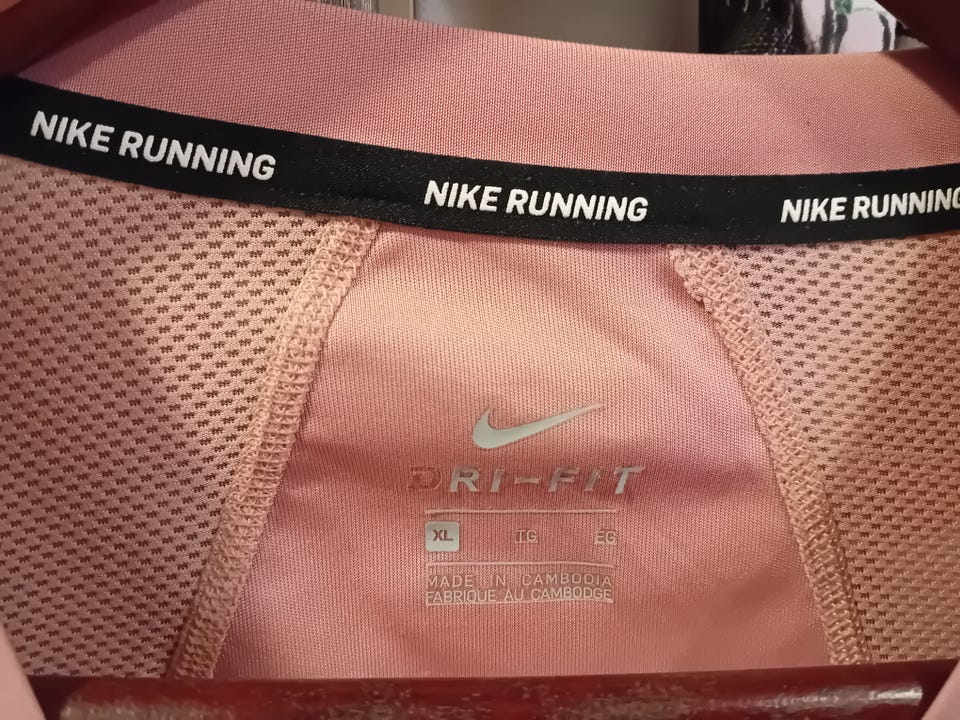 NIKE RUNNING NIKE RUNNING NIKE RUNNING
DRI-FIT
XL TG EG
MADE IN CAMBODIA
FABRIQUE AU CAMBODGE